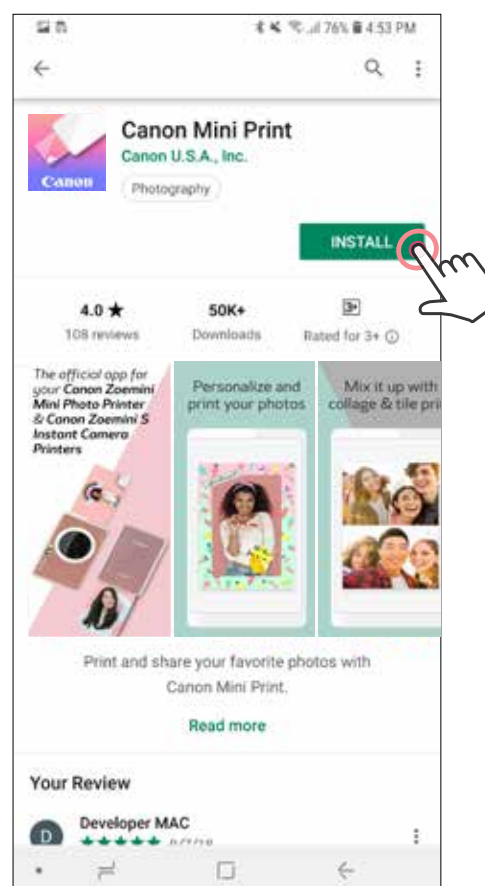 76% 4:53 PM
Canon Mini Print
Canon U.S.A., Inc.
Canon
Photography
INSTALL
4.0 ★ 50K+ 3+
108 reviews Downloads Rated for 3+
The official app for
your Canon Zoemini
Mini Photo Printer
& Canon Zoemini S
Instant Camera
Printers
Personalize and
print your photos
Mix it up with
collage & tile pri
Print and share your favorite photos with
Canon Mini Print.
Read more
Your Review
D
Developer MAC